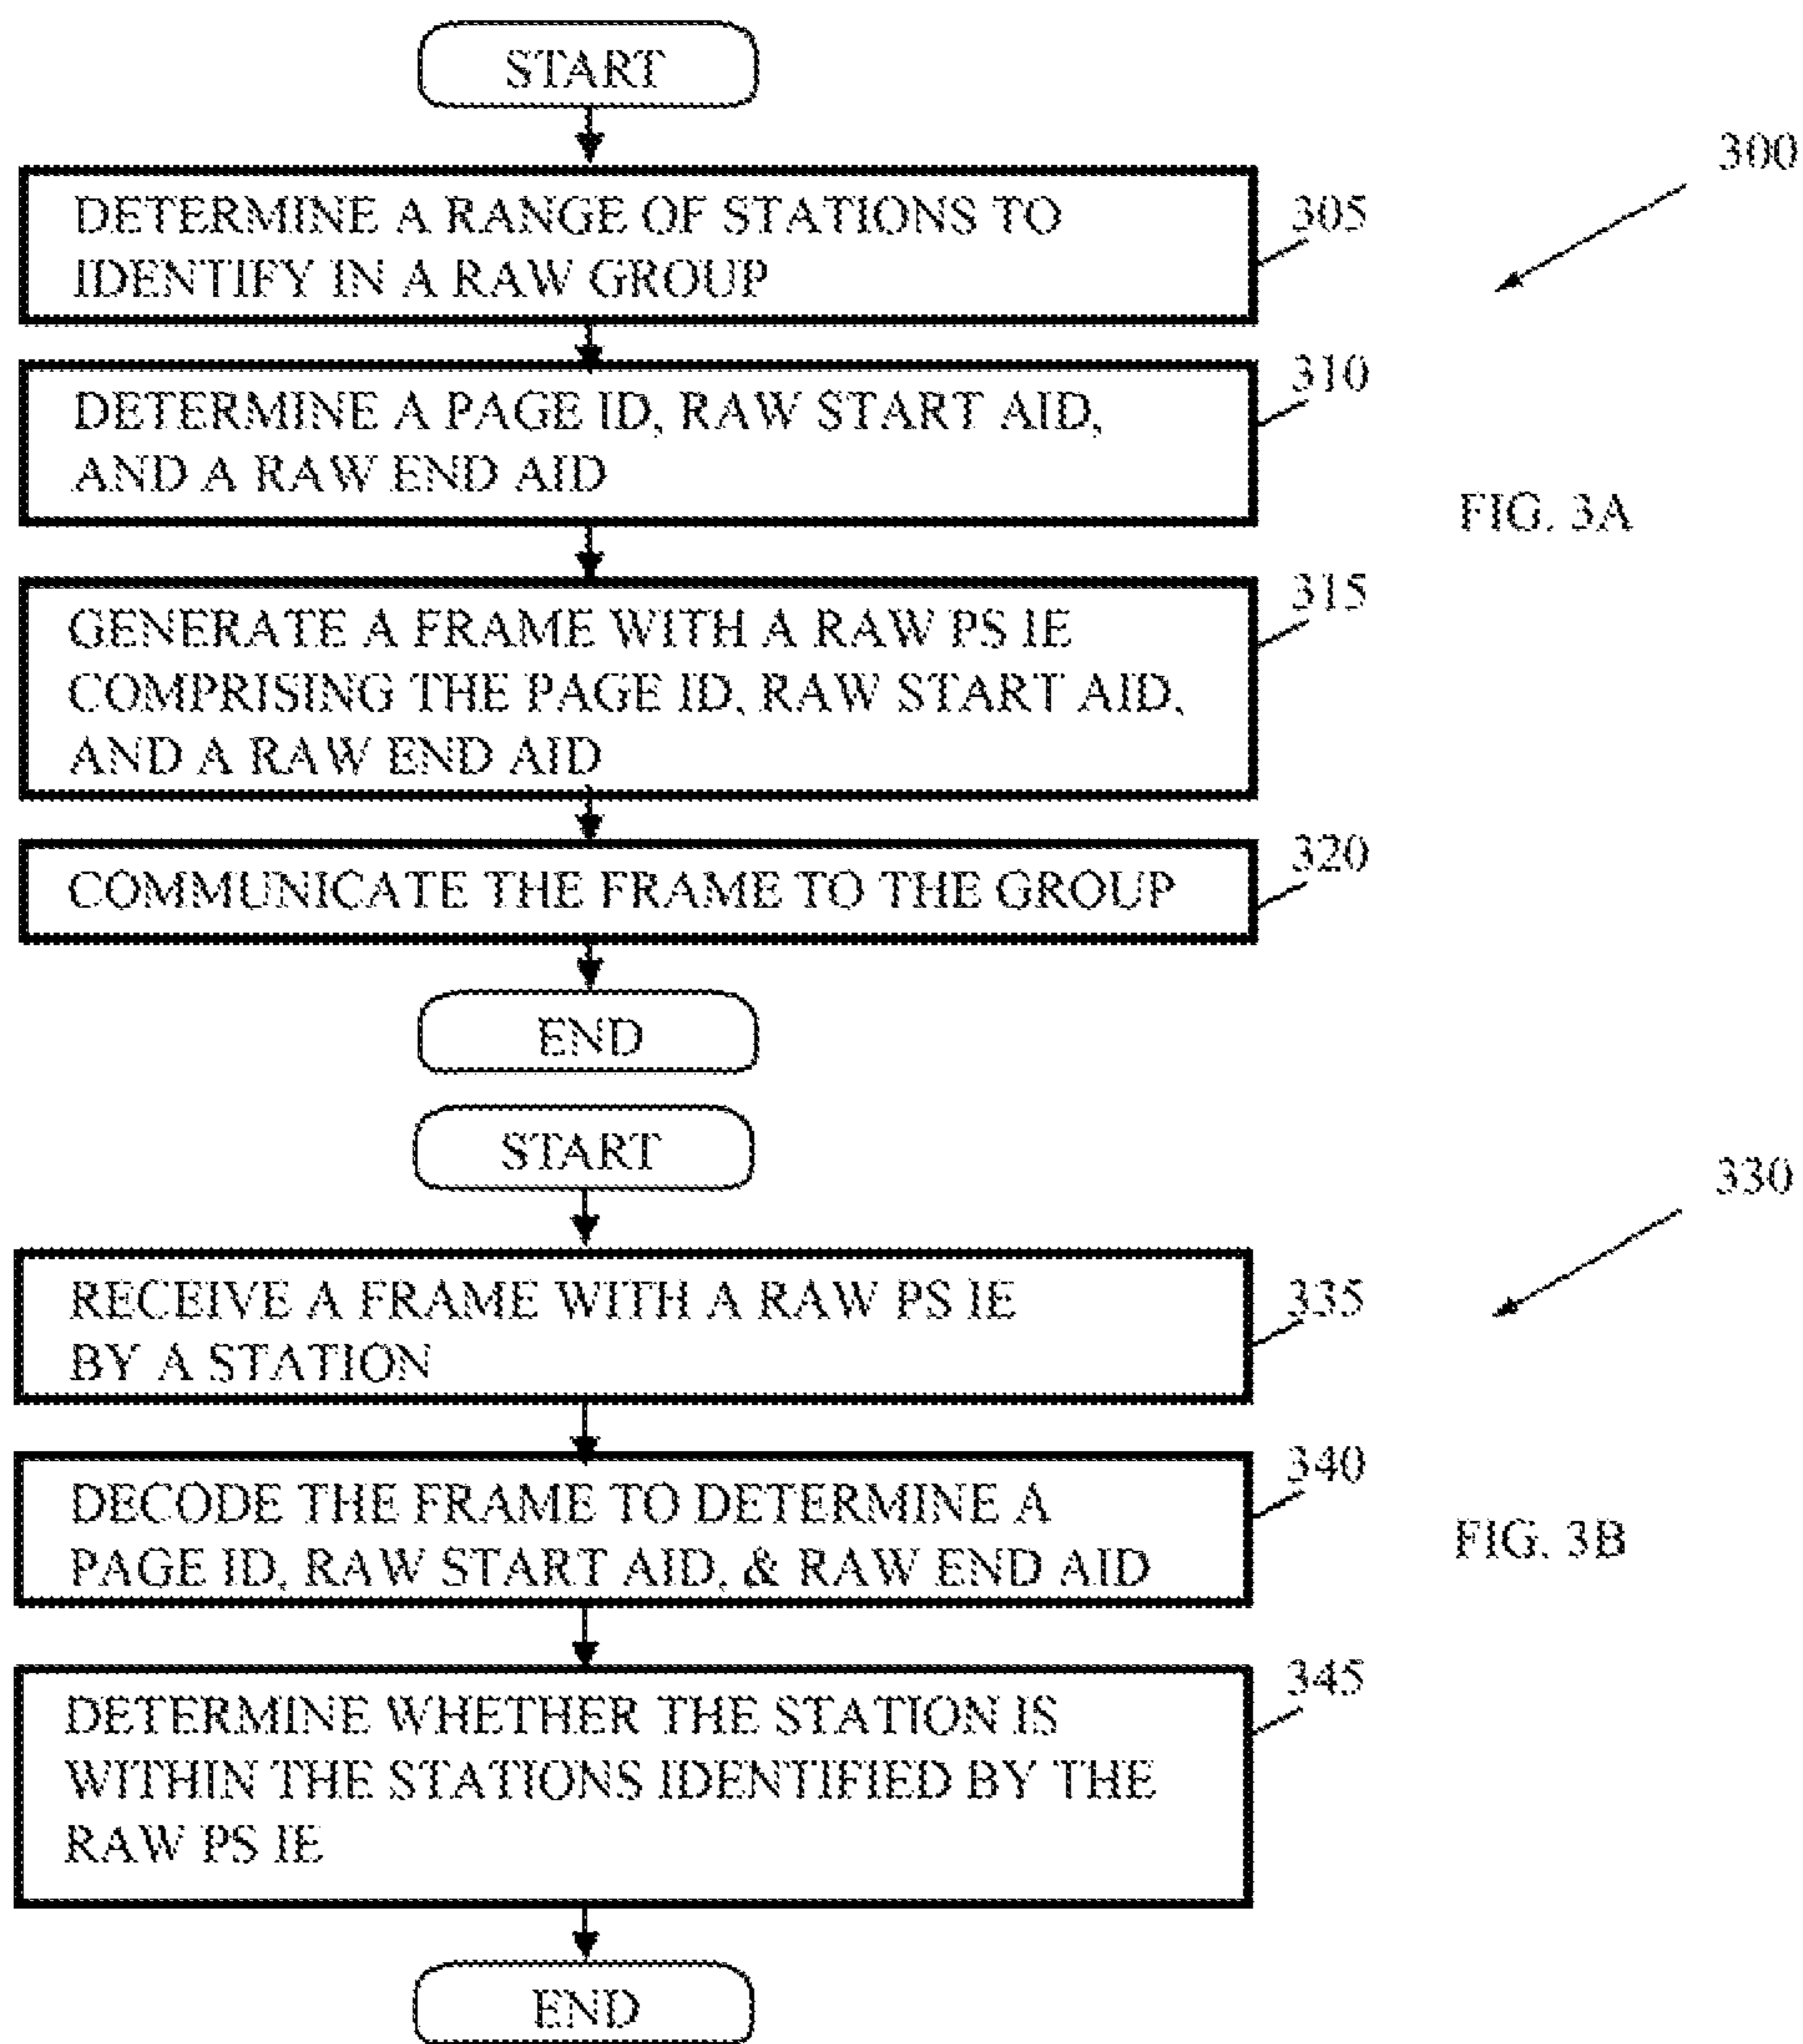 START
300
DETERMINE A RANGE OF STATIONS TO
IDENTIFY IN A RAW GROUP
305
DETERMINE A PAGE ID, RAW START AID,
AND A RAW END AID
310
FIG. 3A
GENERATE A FRAME WITH A RAW PS IE
COMPRISING THE PAGE ID, RAW START AID,
AND A RAW END AID
315
COMMUNICATE THE FRAME TO THE GROUP
320
END
START
330
RECEIVE A FRAME WITH A RAW PS IE
BY A STATION
335
DECODE THE FRAME TO DETERMINE A
PAGE ID, RAW START AID, & RAW END AID
340
FIG. 3B
DETERMINE WHETHER THE STATION IS
WITHIN THE STATIONS IDENTIFIED BY THE
RAW PS IE
345
END